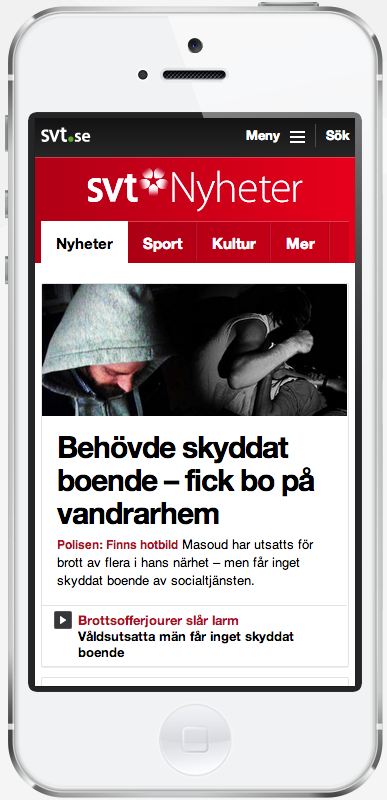 svt.se Meny Sök
svt Nyheter
Nyheter Sport Kultur Mer
Behövde skyddat
boende – fick bo på
vandrarhem
Polisen: Finns hotbild Masoud har utsatts för
brott av flera i hans närhet – men får inget
skyddat boende av socialtjänsten.
Brottsofferjourer slår larm
Våldsutsatta män får inget skyddat
boende